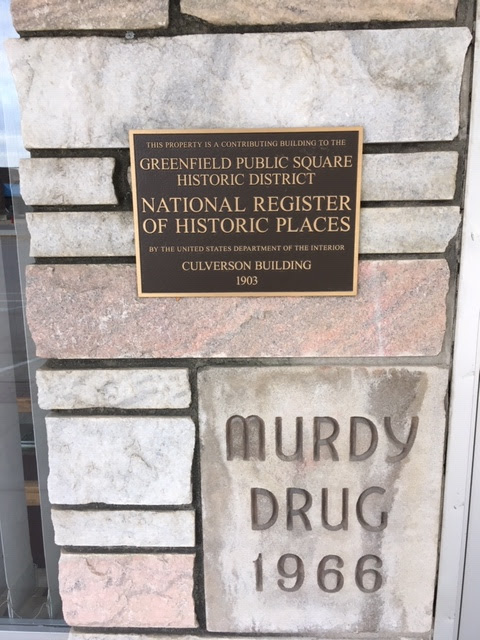 THIS PROPERTY IS A CONTRIBUTING BUILDING TO THE
GREENFIELD PUBLIC SQUARE
HISTORIC DISTRICT
NATIONAL REGISTER
OF HISTORIC PLACES
BY THE UNITED STATES DEPARTMENT OF THE INTERIOR
CULVERSON BUILDING
1903
MURDY
DRUG
1966